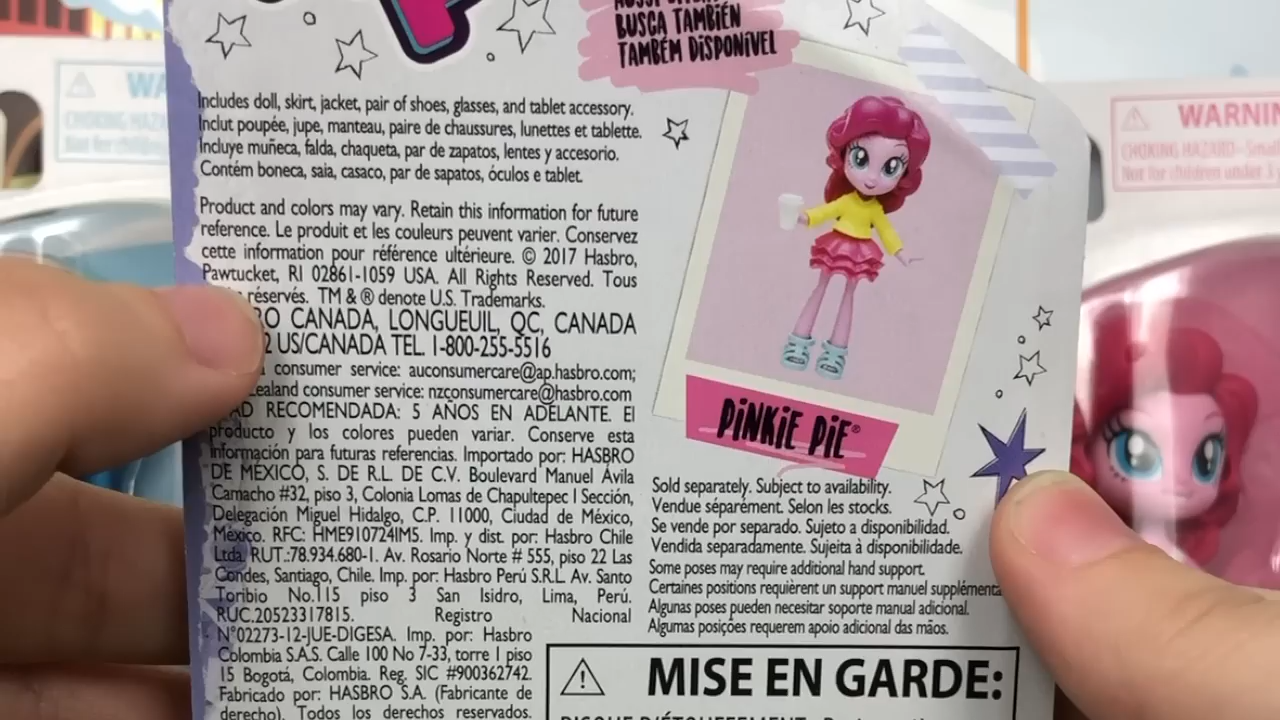 BUSCA TAMBIÉN
TAMBÉM DISPONÍVEL
Includes doll, skirt, jacket, pair of shoes, glasses, and tablet accessory.
Inclut poupée, jupe, manteau, paire de chaussures, lunettes et tablette.
Incluye muñeca, falda, chaqueta, par de zapatos, lentes y accesorio.
Contém boneca, saia, casaco, par de sapatos, óculos e tablet.
Product and colors may vary. Retain this information for future
reference. Le produit et les couleurs peuvent varier. Conservez
cette information pour référence ultérieure. © 2017 Hasbro,
Pawtucket, RI 02861-1059 USA. All Rights Reserved. Tous
réservés. TM & ® denote U.S. Trademarks.
CANADA, LONGUEUIL, QC, CANADA
US/CANADA TEL. 1-800-255-5516
consumer service: auconsumercare@ap.hasbro.com;
consumer service: nzconsumercare@hasbro.com
RECOMENDADA: 5 AÑOS EN ADELANTE. El
producto y los colores pueden variar. Conserve esta
información para futuras referencias. Importado por: HASBRO
DE MÉXICO, S. DE R.L. DE C.V. Boulevard Manuel Ávila
Camacho #32, piso 3, Colonia Lomas de Chapultepec I Sección,
Delegación Miguel Hidalgo, C.P. 11000, Ciudad de México,
México. RFC: HME910724IM5. Imp. y dist. por: Hasbro Chile
Ltda. RUT.:78.934.680-1. Av. Rosario Norte # 555, piso 22 Las
Condes, Santiago, Chile. Imp. por: Hasbro Perú S.R.L. Av. Santo
Toribio No.115 piso 3 San Isidro, Lima, Perú.
RUC.20523317815. Registro Nacional
N°02273-12-JUE-DIGESA. Imp. por: Hasbro
Colombia S.A.S. Calle 100 No 7-33, torre 1 piso
15 Bogotá, Colombia. Reg. SIC #900362742.
Fabricado por: HASBRO S.A. (Fabricante de
derecho). Todos los derechos reservados.
PINKIE PIE®
Sold separately. Subject to availability.
Vendue séparément. Selon les stocks.
Se vende por separado. Sujeto a disponibilidad.
Vendida separadamente. Sujeita à disponibilidade.
Some poses may require additional hand support.
Certaines positions requièrent un support manuel
Algunas poses pueden necesitar soporte manual adicional.
Algumas posições requerem apoio adicional das mãos.
MISE EN GARDE:
CHOKING HAZARD
Not for children under